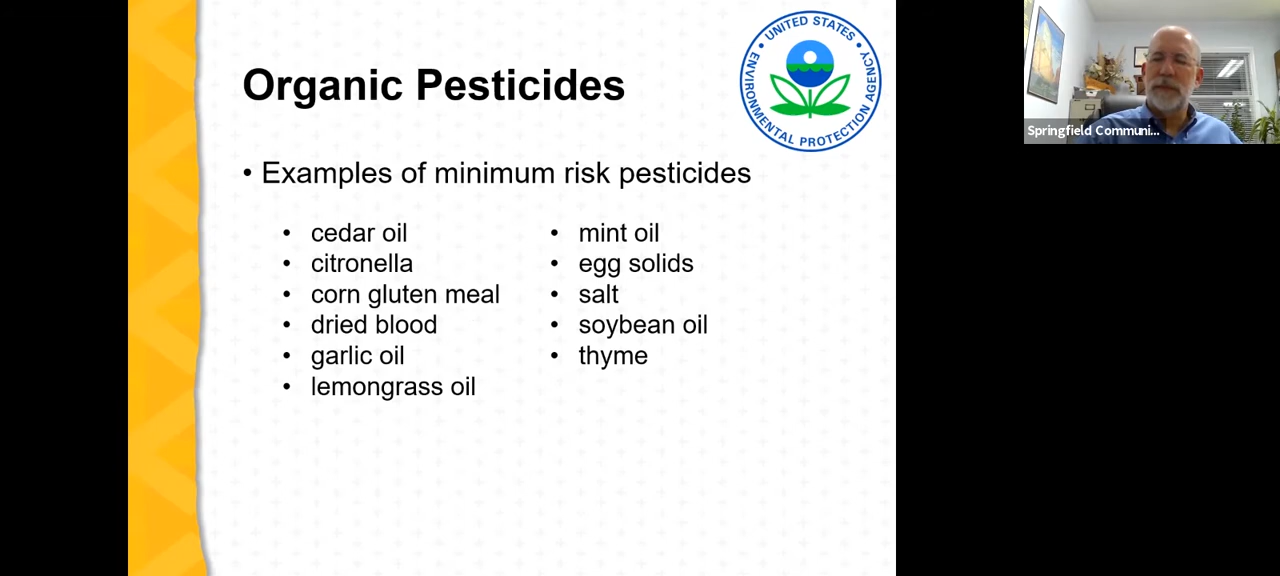 Organic Pesticides
UNITED STATES
ENVIRONMENTAL PROTECTION AGENCY
Springfield Communi...
• Examples of minimum risk pesticides
• cedar oil
• citronella
• corn gluten meal
• dried blood
• garlic oil
• lemongrass oil
• mint oil
• egg solids
• salt
• soybean oil
• thyme